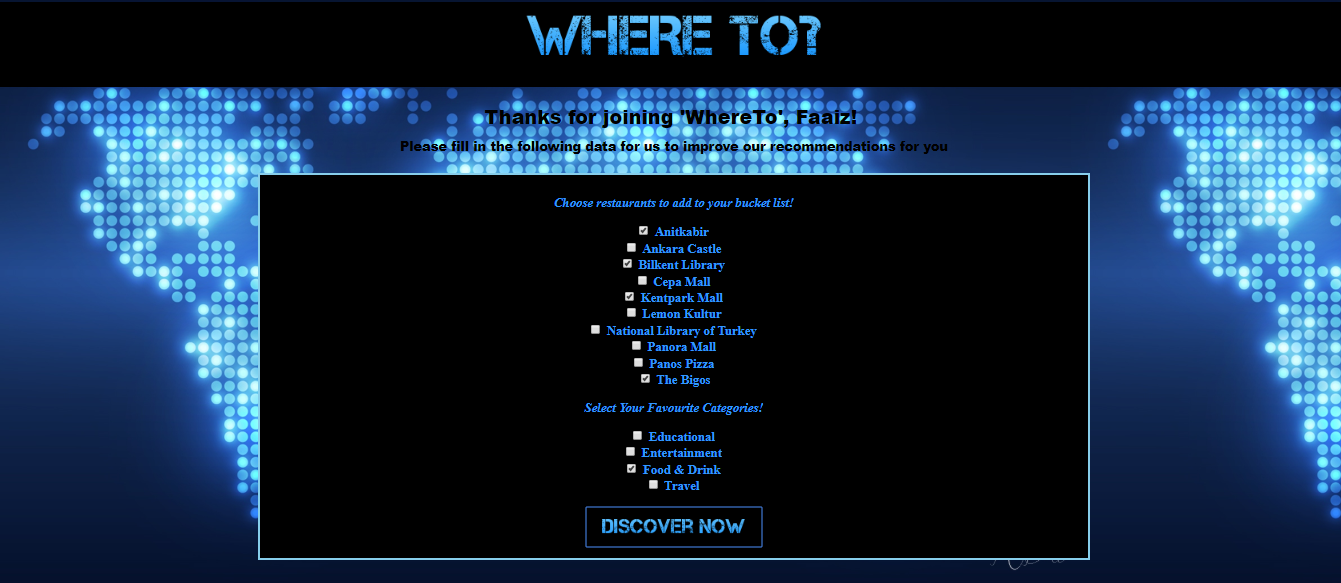 WHERE TO?
Thanks for joining 'WhereTo', Faaiz!
Please fill in the following data for us to improve our recommendations for you
Choose restaurants to add to your bucket list!
Anitkabir
Ankara Castle
Bilkent Library
Cepa Mall
Kentpark Mall
Lemon Kultur
National Library of Turkey
Panora Mall
Panos Pizza
The Bigos
Select Your Favourite Categories!
Educational
Entertainment
Food & Drink
Travel
DISCOVER NOW